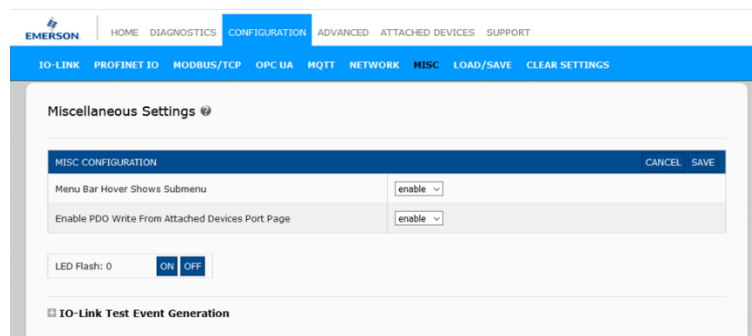 EMERSON HOME DIAGNOSTICS CONFIGURATION ADVANCED ATTACHED DEVICES SUPPORT
IO-LINK PROFINET IO MODBUS/TCP OPC UA MQTT NETWORK MISC LOAD/SAVE CLEAR SETTINGS
Miscellaneous Settings ?
MISC CONFIGURATION CANCEL SAVE
Menu Bar Hover Shows Submenu enable
Enable PDO Write From Attached Devices Port Page enable
LED Flash: 0 ON OFF
IO-Link Test Event Generation